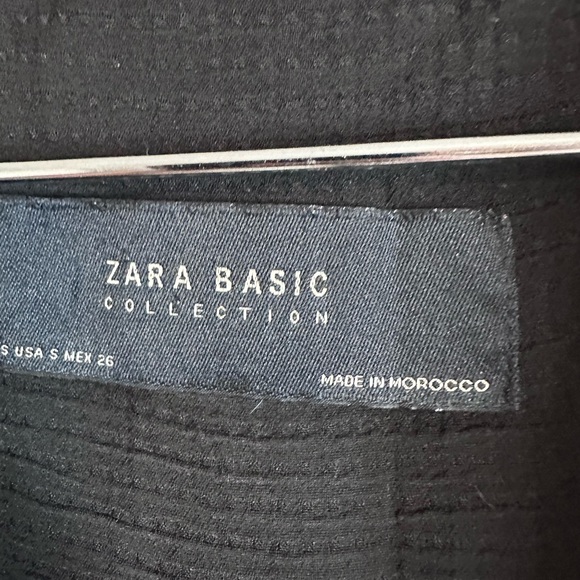 ZARA BASIC
COLLECTION
S USA S MEX 26
MADE IN MOROCCO